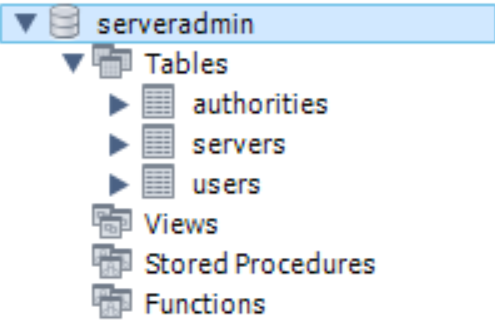 serveradmin
Tables
authorities
servers
users
Views
Stored Procedures
Functions